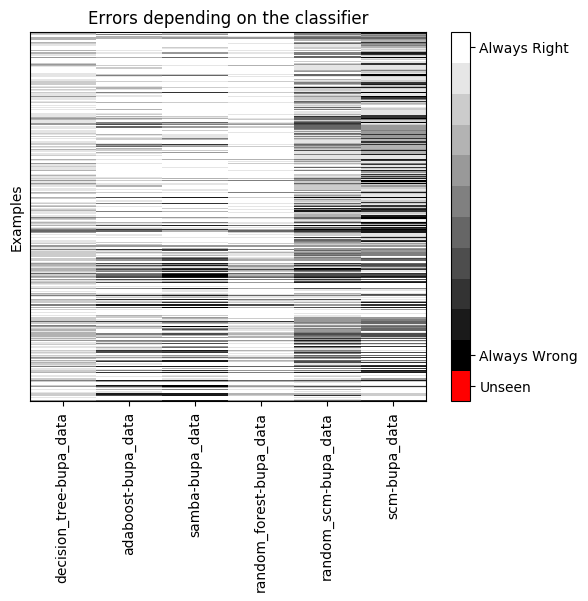 Errors depending on the classifier
Always Right
Examples
Always Wrong
Unseen
decision_tree-bupa_data
adaboost-bupa_data
samba-bupa_data
random_forest-bupa_data
random_scm-bupa_data
scm-bupa_data